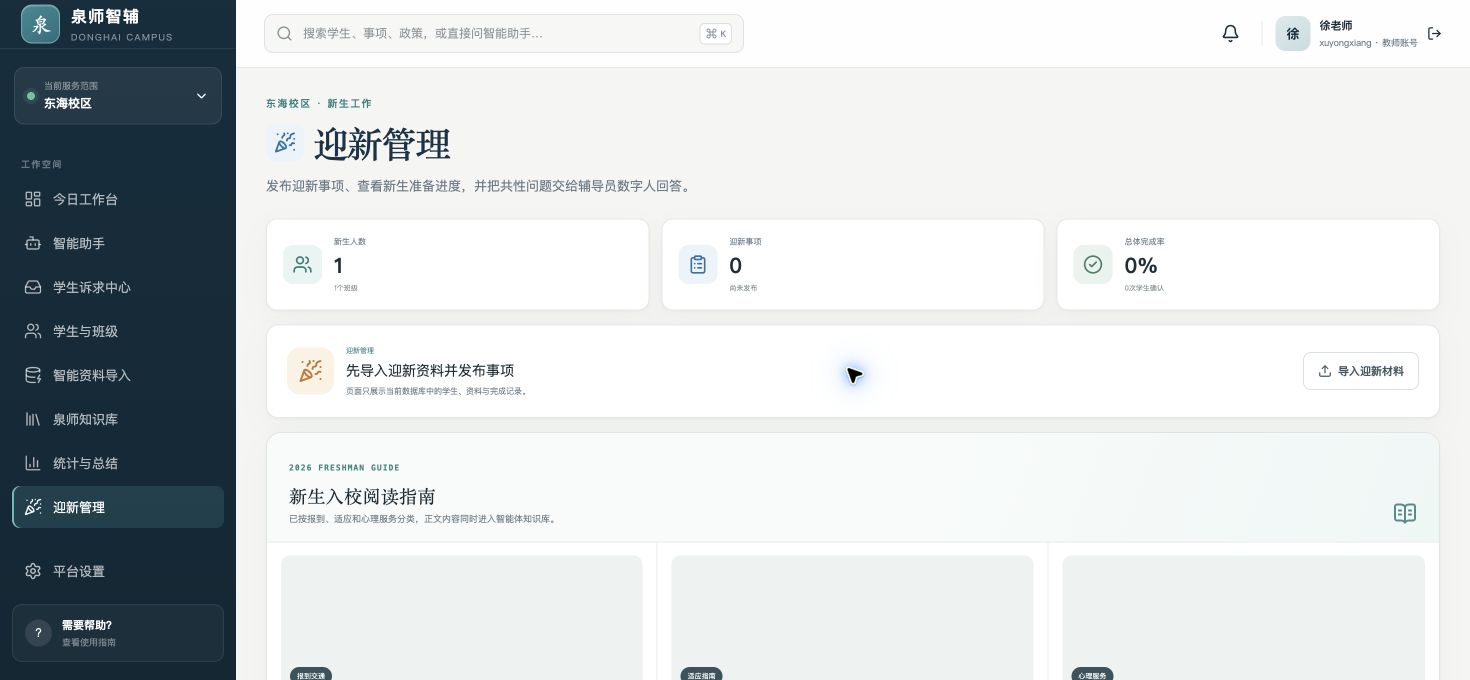 泉
泉师智辅
DONGHAI CAMPUS
当前服务范围
东海校区
工作空间
今日工作台
智能助手
学生诉求中心
学生与班级
智能资料导入
泉师知识库
统计与总结
迎新管理
平台设置
?
需要帮助?
查看使用指南
搜索学生、事项、政策，或直接问智能助手...
⌘ K
徐
徐老师
xuyongxiang · 教师账号
东海校区 · 新生工作
迎新管理
发布迎新事项、查看新生准备进度，并把共性问题交给辅导员数字人回答。
新生人数
1
1个班级
迎新事项
0
尚未发布
总体完成率
0%
0次学生确认
迎新管理
先导入迎新资料并发布事项
页面只展示当前数据库中的学生、资料与完成记录。
导入迎新材料
2026 FRESHMAN GUIDE
新生入校阅读指南
已按报到、适应和心理服务分类，正文内容同时进入智能体知识库。
报到交通
适应指南
心理服务